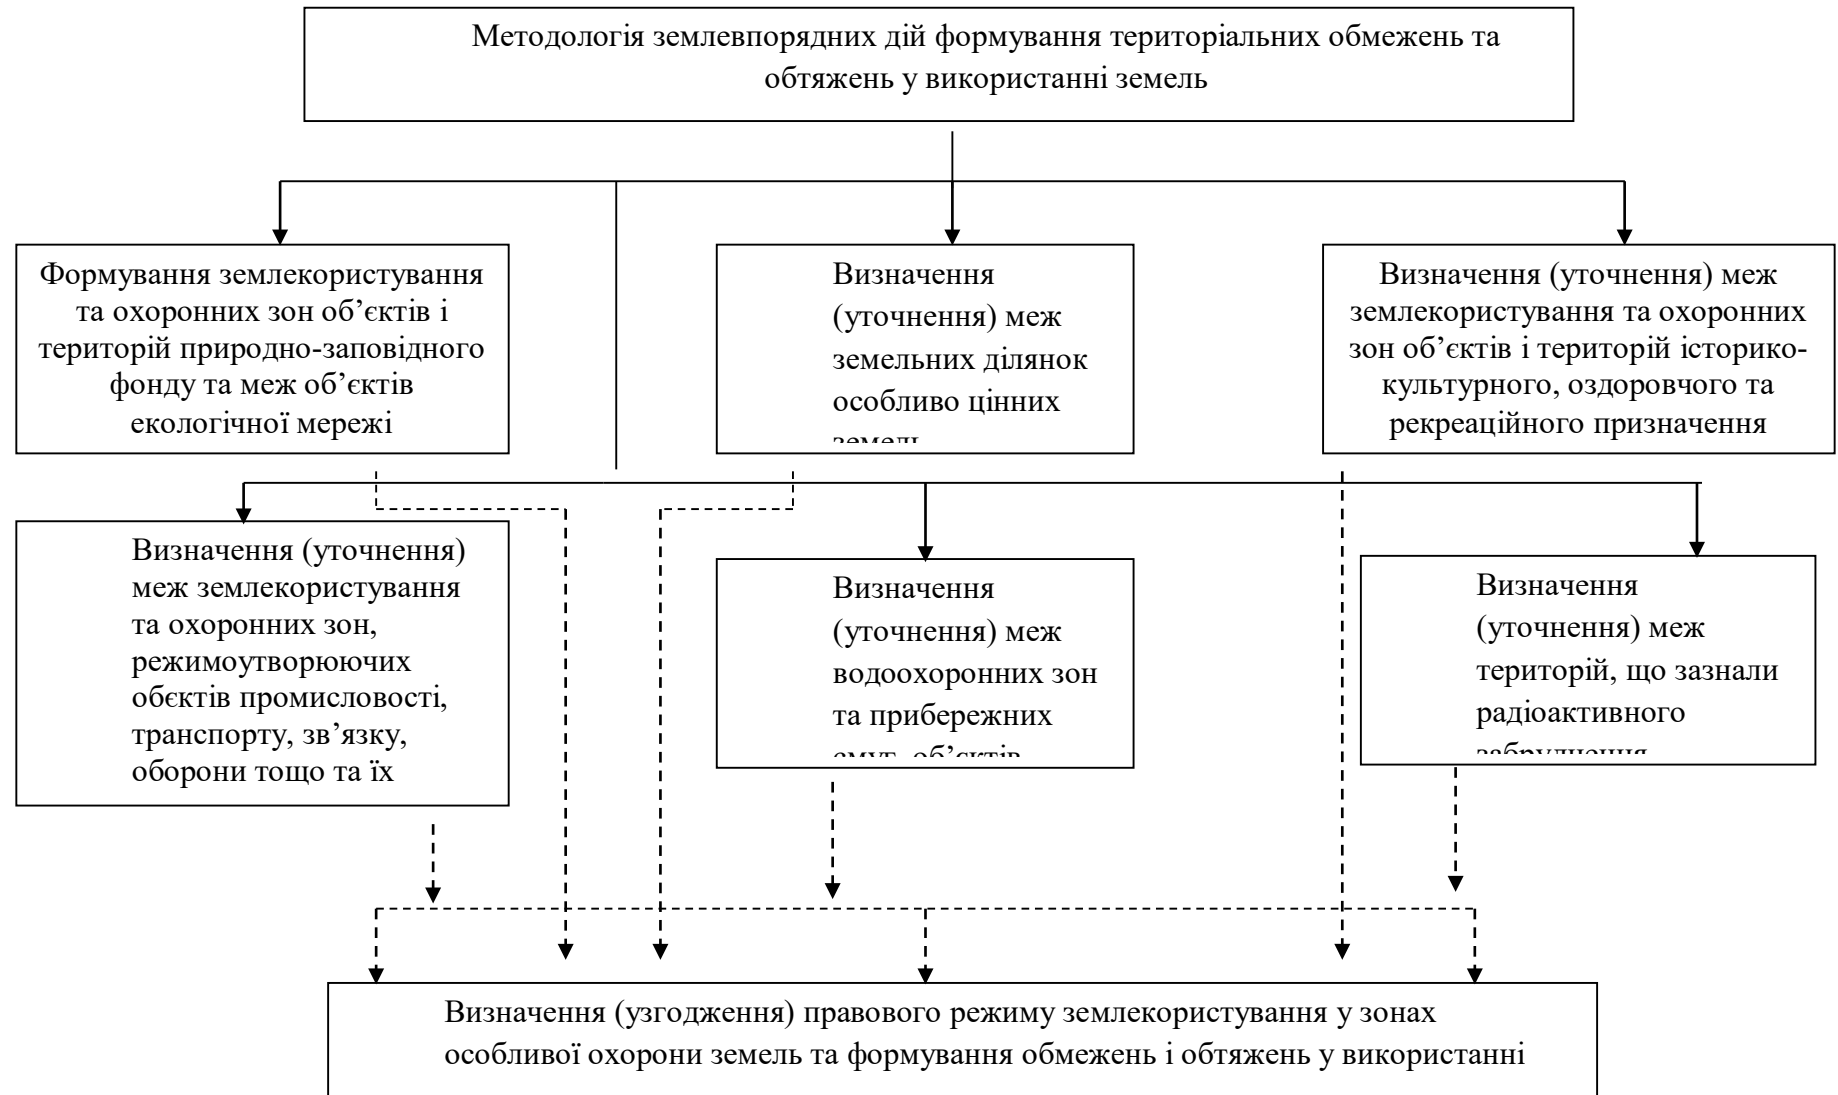 Методологія землевпорядних дій формування територіальних обмежень та
обтяжень у використанні земель
Формування землекористування
та охоронних зон об’єктів і
територій природно-заповідного
фонду та меж об’єктів
екологічної мережі
Визначення
(уточнення) меж
земельних ділянок
особливо цінних
земель
Визначення (уточнення) меж
землекористування та охоронних
зон об’єктів і територій історико-
культурного, оздоровчого та
рекреаційного призначення
Визначення (уточнення)
меж землекористування
та охоронних зон,
режимоутворюючих
обєктів промисловості,
транспорту, зв’язку,
оборони тощо та їх
Визначення
(уточнення) меж
водоохоронних зон
та прибережних
смуг, об’єктів
Визначення
(уточнення) меж
територій, що зазнали
радіоактивного
забруднення
Визначення (узгодження) правового режиму землекористування у зонах
особливої охорони земель та формування обмежень і обтяжень у використанні